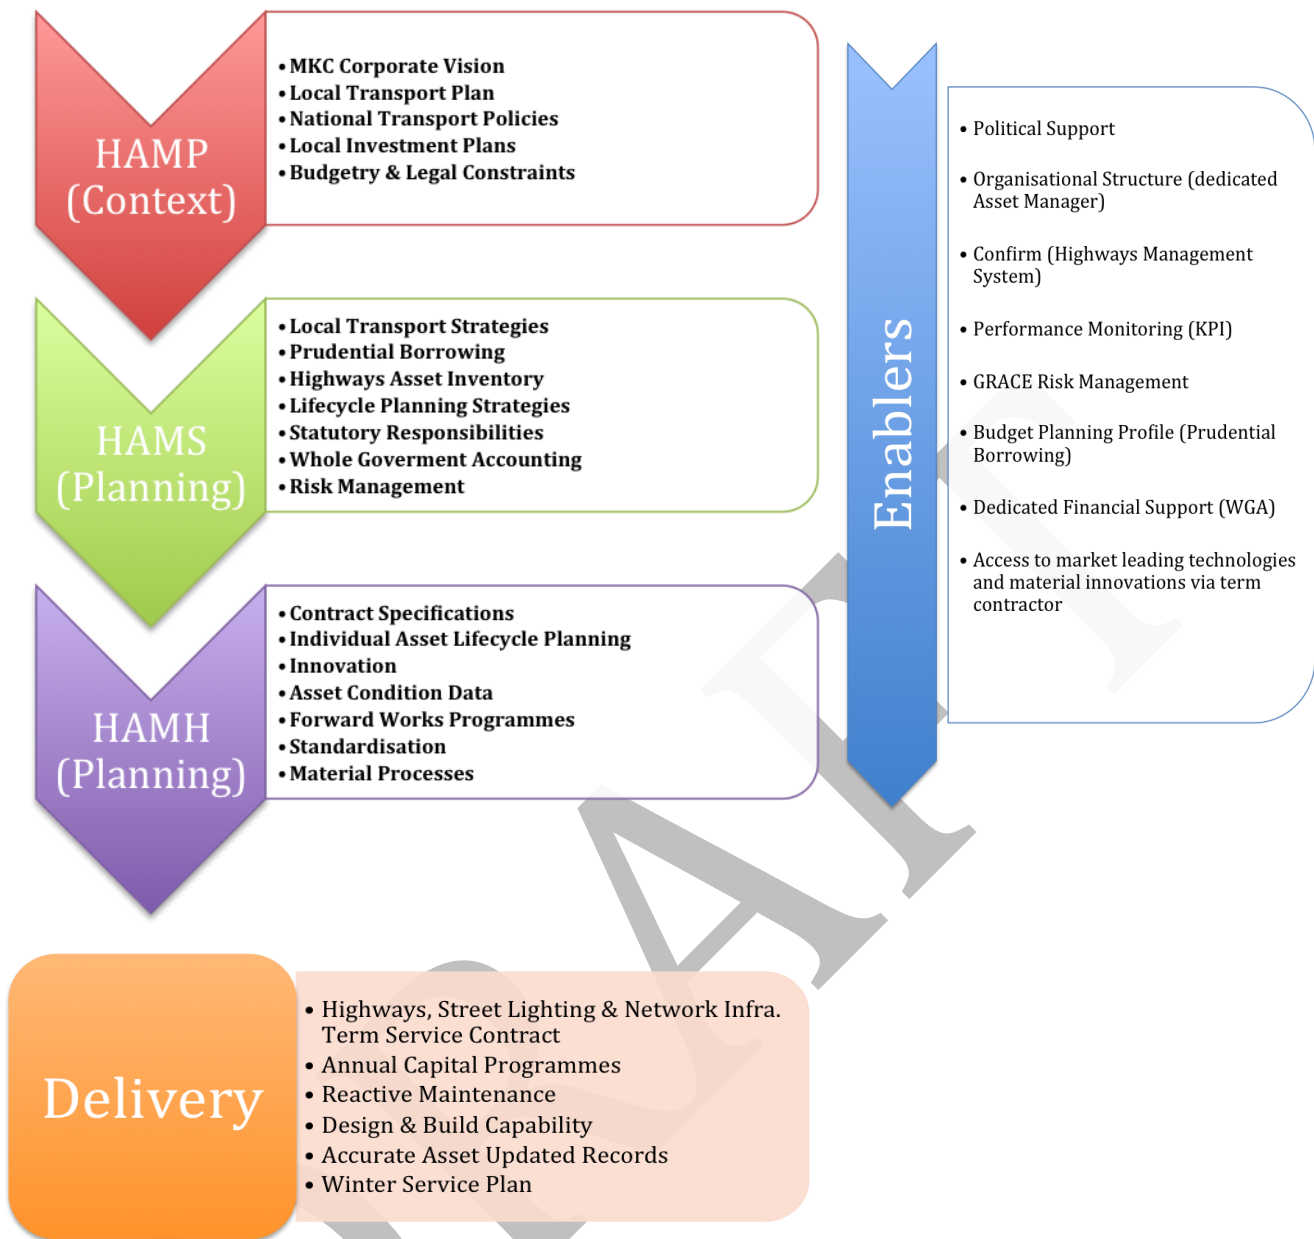 HAMP
(Context)
• MKC Corporate Vision
• Local Transport Plan
• National Transport Policies
• Local Investment Plans
• Budgetry & Legal Constraints
HAMS
(Planning)
• Local Transport Strategies
• Prudential Borrowing
• Highways Asset Inventory
• Lifecycle Planning Strategies
• Statutory Responsibilities
• Whole Goverment Accounting
• Risk Management
HAMH
(Planning)
• Contract Specifications
• Individual Asset Lifecycle Planning
• Innovation
• Asset Condition Data
• Forward Works Programmes
• Standardisation
• Material Processes
Delivery
• Highways, Street Lighting & Network Infra.
Term Service Contract
• Annual Capital Programmes
• Reactive Maintenance
• Design & Build Capability
• Accurate Asset Updated Records
• Winter Service Plan
Enablers
• Political Support
• Organisational Structure (dedicated
Asset Manager)
• Confirm (Highways Management
System)
• Performance Monitoring (KPI)
• GRACE Risk Management
• Budget Planning Profile (Prudential
Borrowing)
• Dedicated Financial Support (WGA)
• Access to market leading technologies
and material innovations via term
contractor
DRAFT